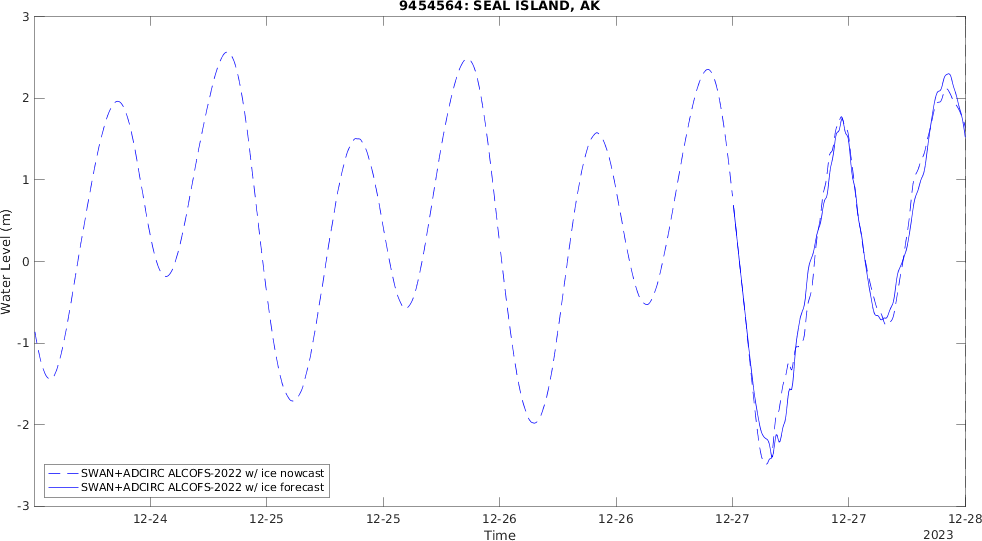 9454564: SEAL ISLAND, AK
3
2
1
0
-1
-2
-3
Water Level (m)
SWAN+ADCIRC ALCOFS-2022 w/ ice nowcast
SWAN+ADCIRC ALCOFS-2022 w/ ice forecast
12-24 12-25 12-25 12-26 12-26 12-27 12-27 12-28
Time
2023